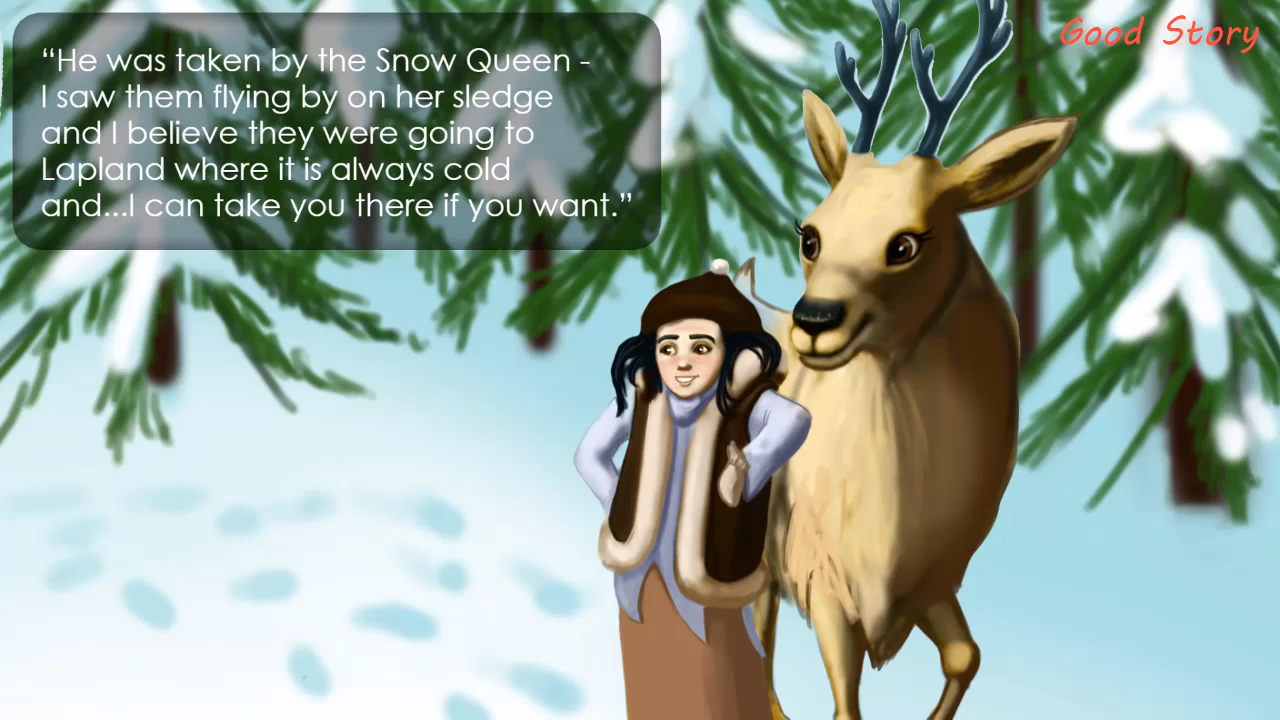 “He was taken by the Snow Queen -
I saw them flying by on her sledge
and I believe they were going to
Lapland where it is always cold
and...I can take you there if you want.”
Good Story